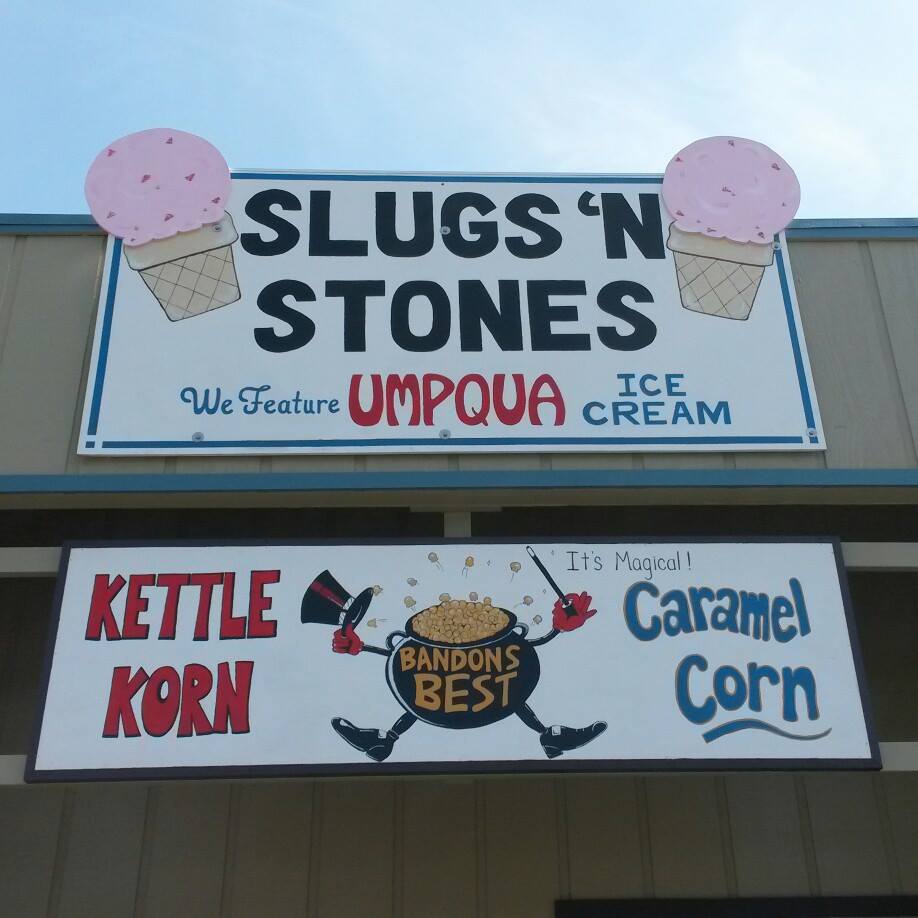 SLUGS 'N
STONES
We Feature UMPQUA ICE CREAM
KETTLE
KORN
BANDONS
BEST
It's Magical!
Caramel
Corn